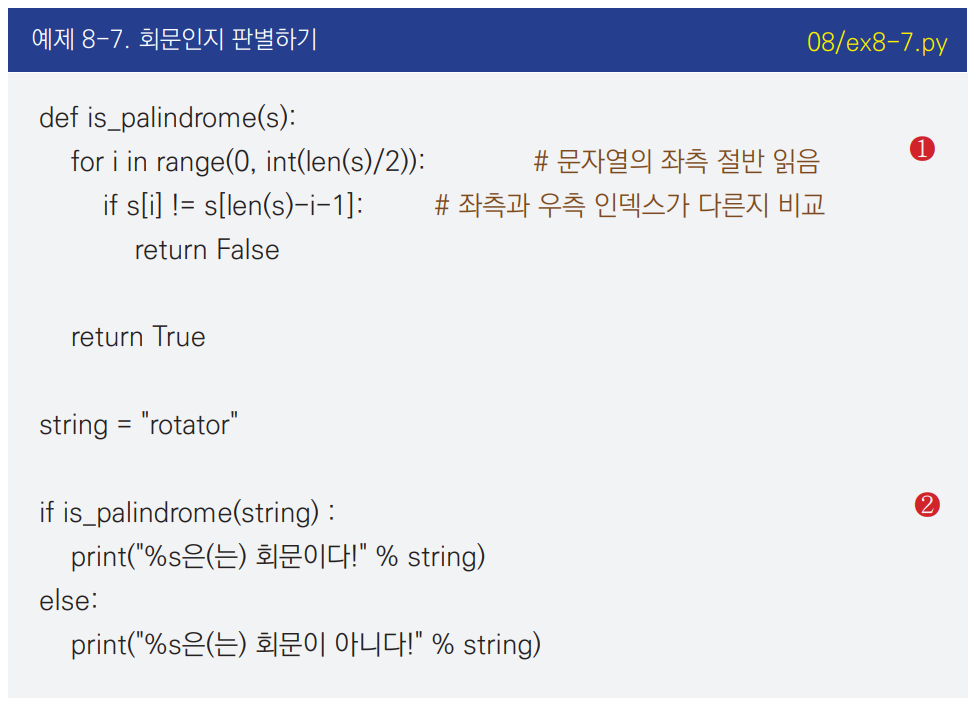 예제 8-7. 회문인지 판별하기 08/ex8-7.py
def is_palindrome(s):
for i in range(0, int(len(s)/2)): # 문자열의 좌측 절반 읽음 ❶
if s[i] != s[len(s)-i-1]: # 좌측과 우측 인덱스가 다른지 비교
return False
return True
string = "rotator"
if is_palindrome(string) : ❷
print("%s은(는) 회문이다!" % string)
else:
print("%s은(는) 회문이 아니다!" % string)